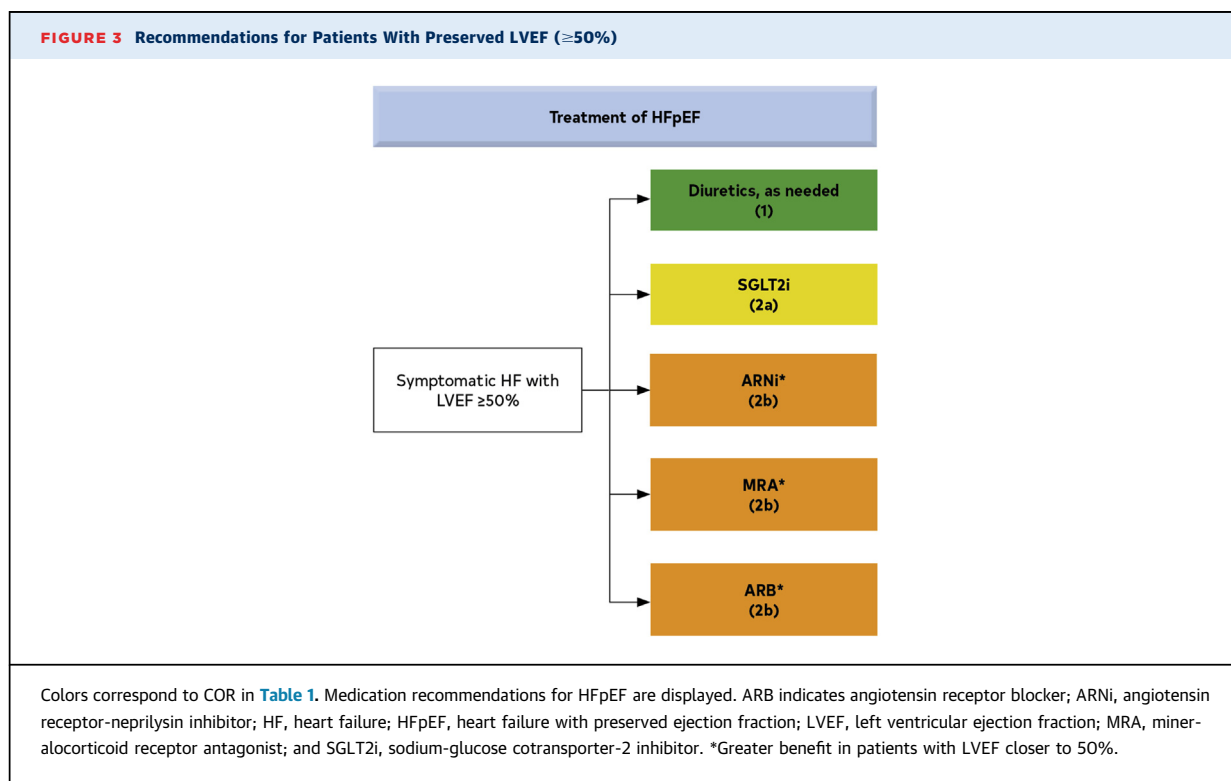 FIGURE 3 Recommendations for Patients With Preserved LVEF (≥50%)
Treatment of HFpEF
Diuretics, as needed
(1)
SGLT2i
(2a)
Symptomatic HF with
LVEF ≥50%
ARNi*
(2b)
MRA*
(2b)
ARB*
(2b)
Colors correspond to COR in Table 1. Medication recommendations for HFpEF are displayed. ARB indicates angiotensin receptor blocker; ARNi, angiotensin
receptor-neprilysin inhibitor; HF, heart failure; HFpEF, heart failure with preserved ejection fraction; LVEF, left ventricular ejection fraction; MRA, miner-
alocorticoid receptor antagonist; and SGLT2i, sodium-glucose cotransporter-2 inhibitor. *Greater benefit in patients with LVEF closer to 50%.